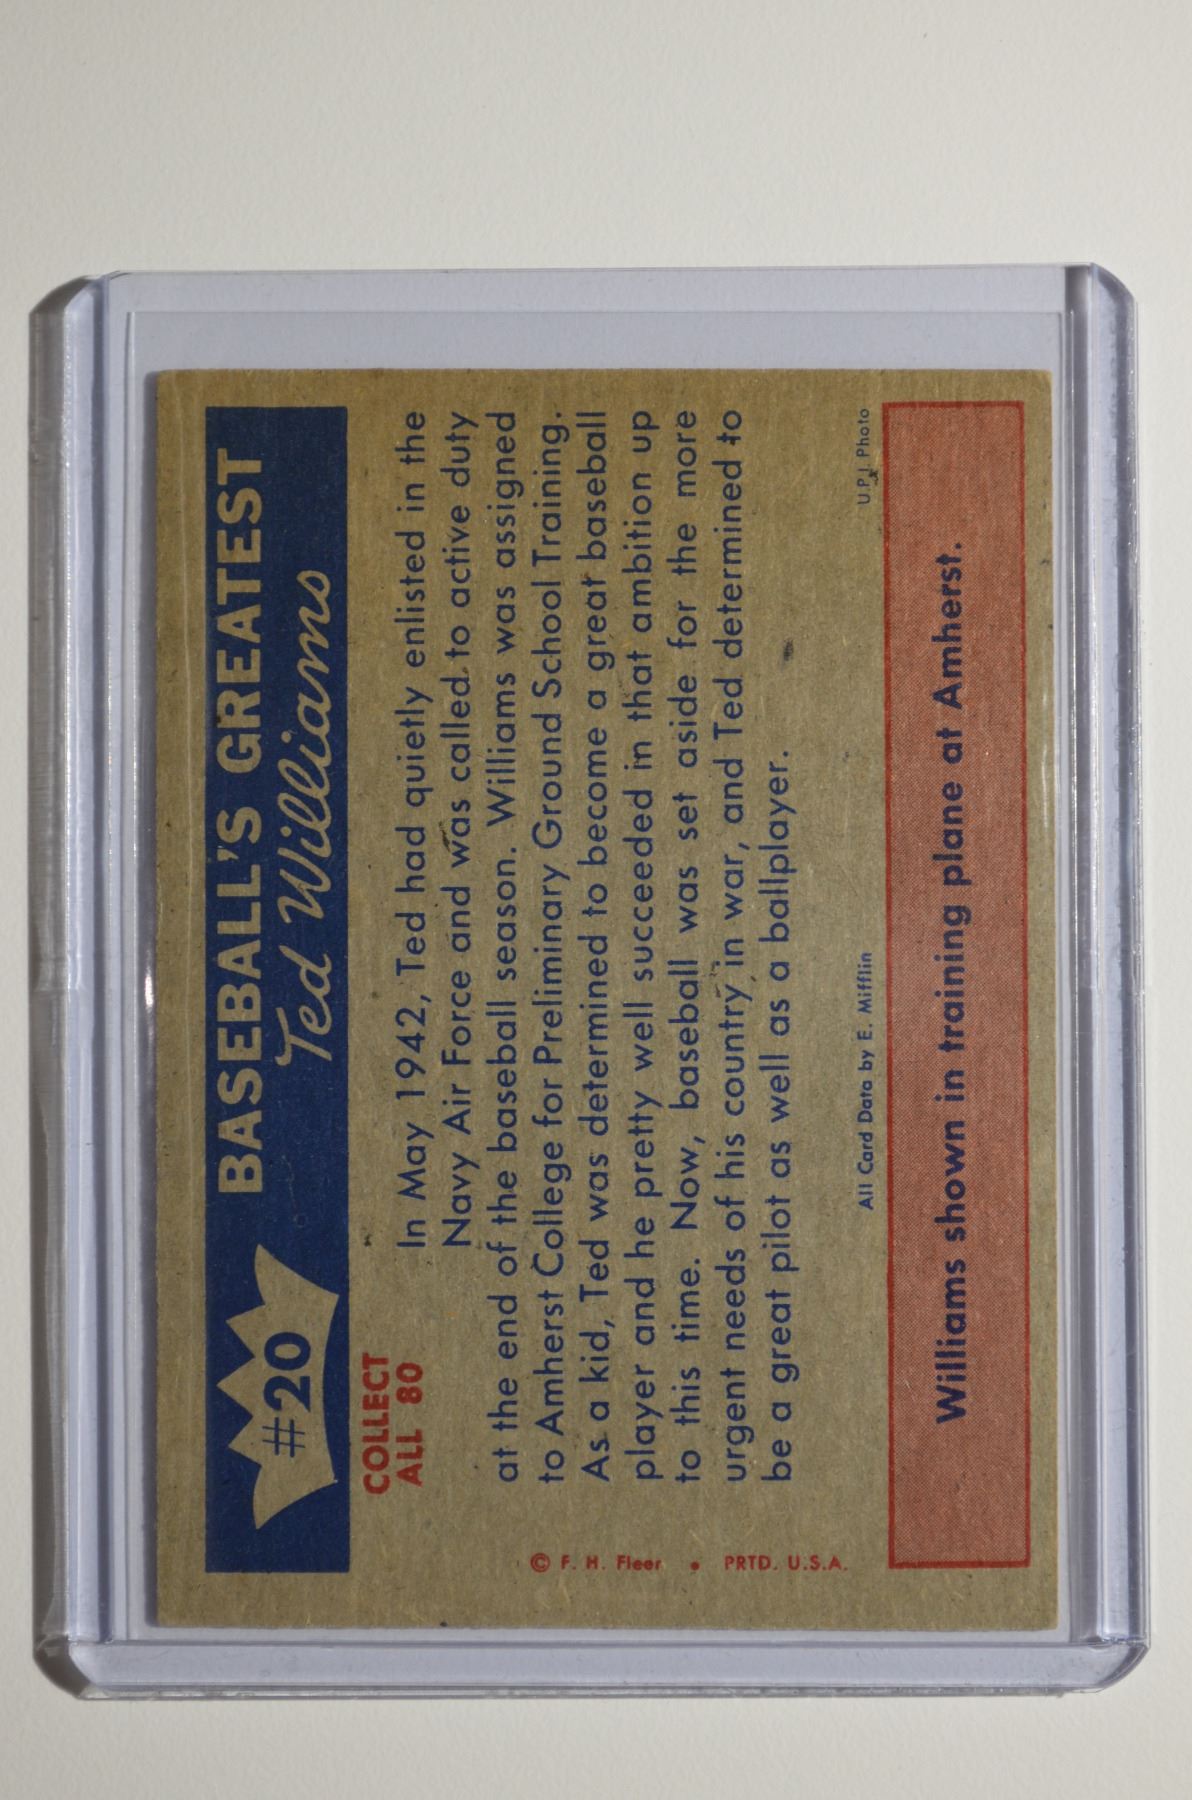 #20
BASEBALL'S GREATEST
Ted Williams
COLLECT
ALL 80
In May 1942, Ted had quietly enlisted in the
Navy Air Force and was called to active duty
at the end of the baseball season. Williams was assigned
to Amherst College for Preliminary Ground School Training.
As a kid, Ted was determined to become a great baseball
player and he pretty well succeeded in that ambition up
to this time. Now, baseball was set aside for the more
urgent needs of his country in war, and Ted determined to
be a great pilot as well as a ballplayer.
© F. H. Fleer • PRTD. U.S.A.
All Card Data by E. Mifflin
U.P.I. Photo
Williams shown in training plane at Amherst.